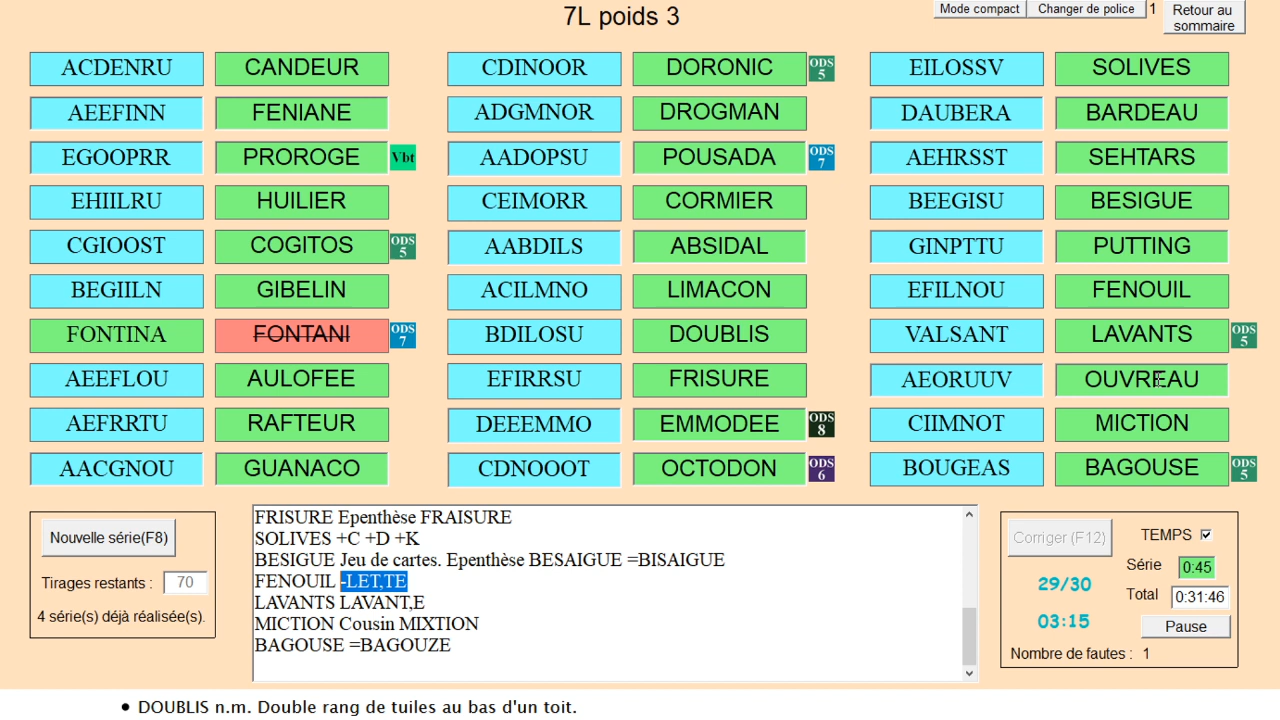 7L poids 3
Mode compact
Changer de police
1
Retour au
sommaire
ACDENRU CANDEUR
AEEFINN FENIANE
EGOOPRR PROROGE Vbt
EHIILRU HUILIER
CGIOOST COGITOS ODS 5
BEGIILN GIBELIN
FONTINA FONTANI ODS 7
AEEFLOU AULOFEE
AEFRRTU RAFTEUR
AACGNOU GUANACO
CDINOOR DORONIC ODS 5
ADGMNOR DROGMAN
AADOPSU POUSADA ODS 7
CEIMORR CORMIER
AABDILS ABSIDAL
ACILMNO LIMACON
BDILOSU DOUBLIS
EFIRRSU FRISURE
DEEEMMO EMMODEE ODS 8
CDNOOOT OCTODON ODS 6
EILOSSV SOLIVES
DAUBERA BARDEAU
AEHRSST SEHTARS
BEEGISU BESIGUE
GINPTTU PUTTING
EFILNOU FENOUIL
VALSANT LAVANTS ODS 5
AEORUUV OUVREAU
CIIMNOT MICTION
BOUGEAS BAGOUSE ODS 5
Nouvelle série(F8)
Tirages restants : 70
4 série(s) déjà réalisée(s).
FRISURE Epenthèse FRAISURE
SOLIVES +C +D +K
BESIGUE Jeu de cartes. Epenthèse BESAIGUE =BISAIGUE
FENOUIL -LET,TE
LAVANTS LAVANT,E
MICTION Cousin MIXTION
BAGOUSE =BAGOUZE
Corriger (F12)
TEMPS
Série 0:45
29/30
Total 0:31:46
03:15
Pause
Nombre de fautes : 1
• DOUBLIS n.m. Double rang de tuiles au bas d'un toit.